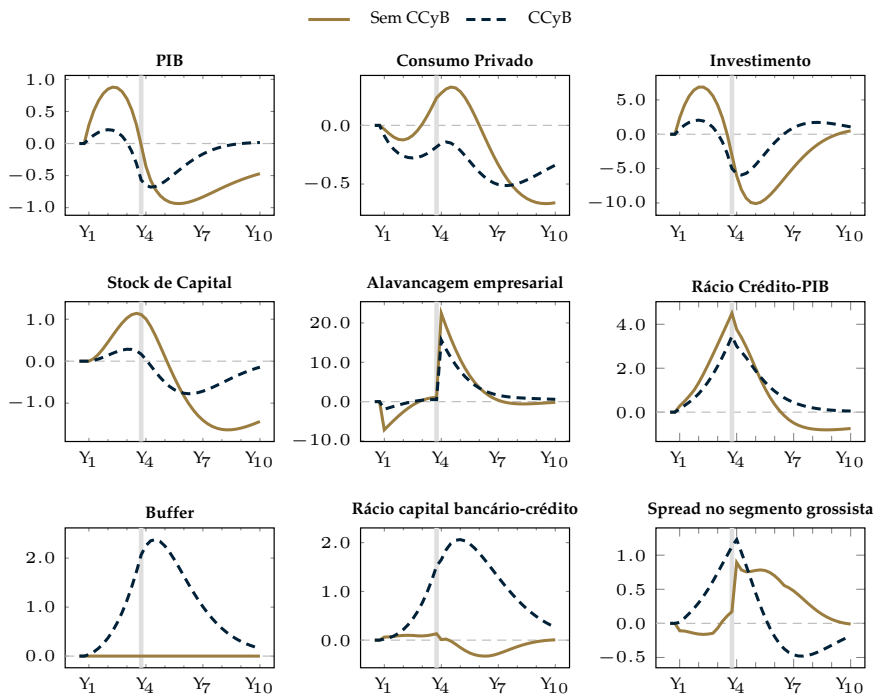 Sem CCyB CCyB
PIB
1.0
0.5
0.0
−0.5
−1.0
Y1 Y4 Y7 Y10
Consumo Privado
0.0
−0.5
Y1 Y4 Y7 Y10
Investimento
5.0
0.0
−5.0
−10.0
Y1 Y4 Y7 Y10
Stock de Capital
1.0
0.0
−1.0
Y1 Y4 Y7 Y10
Alavancagem empresarial
20.0
10.0
0.0
−10.0
Y1 Y4 Y7 Y10
Rácio Crédito-PIB
4.0
2.0
0.0
Y1 Y4 Y7 Y10
Buffer
2.0
1.0
0.0
Y1 Y4 Y7 Y10
Rácio capital bancário-crédito
2.0
1.0
0.0
Y1 Y4 Y7 Y10
Spread no segmento grossista
1.0
0.5
0.0
−0.5
Y1 Y4 Y7 Y10